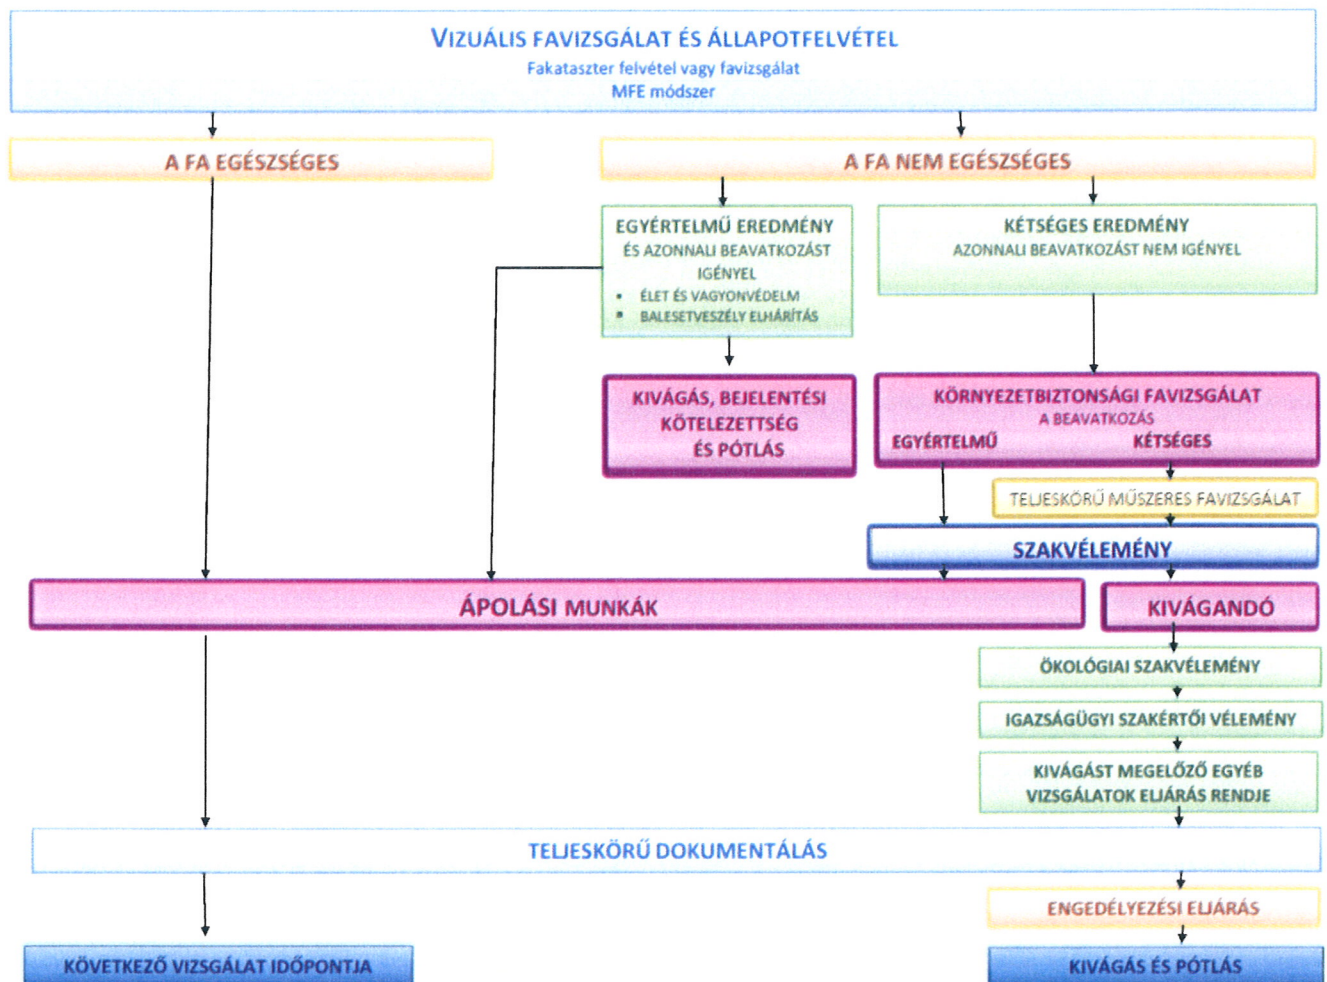 VIZUÁLIS FAVIZSGÁLAT ÉS ÁLLAPOTFELVÉTEL
Fakataszter felvétel vagy favizsgálat
MFE módszer
A FA EGÉSZSÉGES
A FA NEM EGÉSZSÉGES
EGYÉRTELMŰ EREDMÉNY
ÉS AZONNALI BEAVATKOZÁST
IGÉNYEL
▪ ÉLET ÉS VAGYONVÉDELM
▪ BALESETVESZÉLY ELHÁRÍTÁS
KÉTSÉGES EREDMÉNY
AZONNALI BEAVATKOZÁST NEM IGÉNYEL
KIVÁGÁS, BEJELENTÉSI
KÖTELEZETTSÉG
ÉS PÓTLÁS
KÖRNYEZETBIZTONSÁGI FAVIZSGÁLAT
A BEAVATKOZÁS
EGYÉRTELMŰ KÉTSÉGES
TELJESKÖRŰ MŰSZERES FAVIZSGÁLAT
SZAKVÉLEMÉNY
ÁPOLÁSI MUNKÁK
KIVÁGANDÓ
ÖKOLÓGIAI SZAKVÉLEMÉNY
IGAZSÁGÜGYI SZAKÉRTŐI VÉLEMÉNY
KIVÁGÁST MEGELŐZŐ EGYÉB
VIZSGÁLATOK ELJÁRÁS RENDJE
TELJESKÖRŰ DOKUMENTÁLÁS
ENGEDÉLYEZÉSI ELJÁRÁS
KÖVETKEZŐ VIZSGÁLAT IDŐPONTJA
KIVÁGÁS ÉS PÓTLÁS